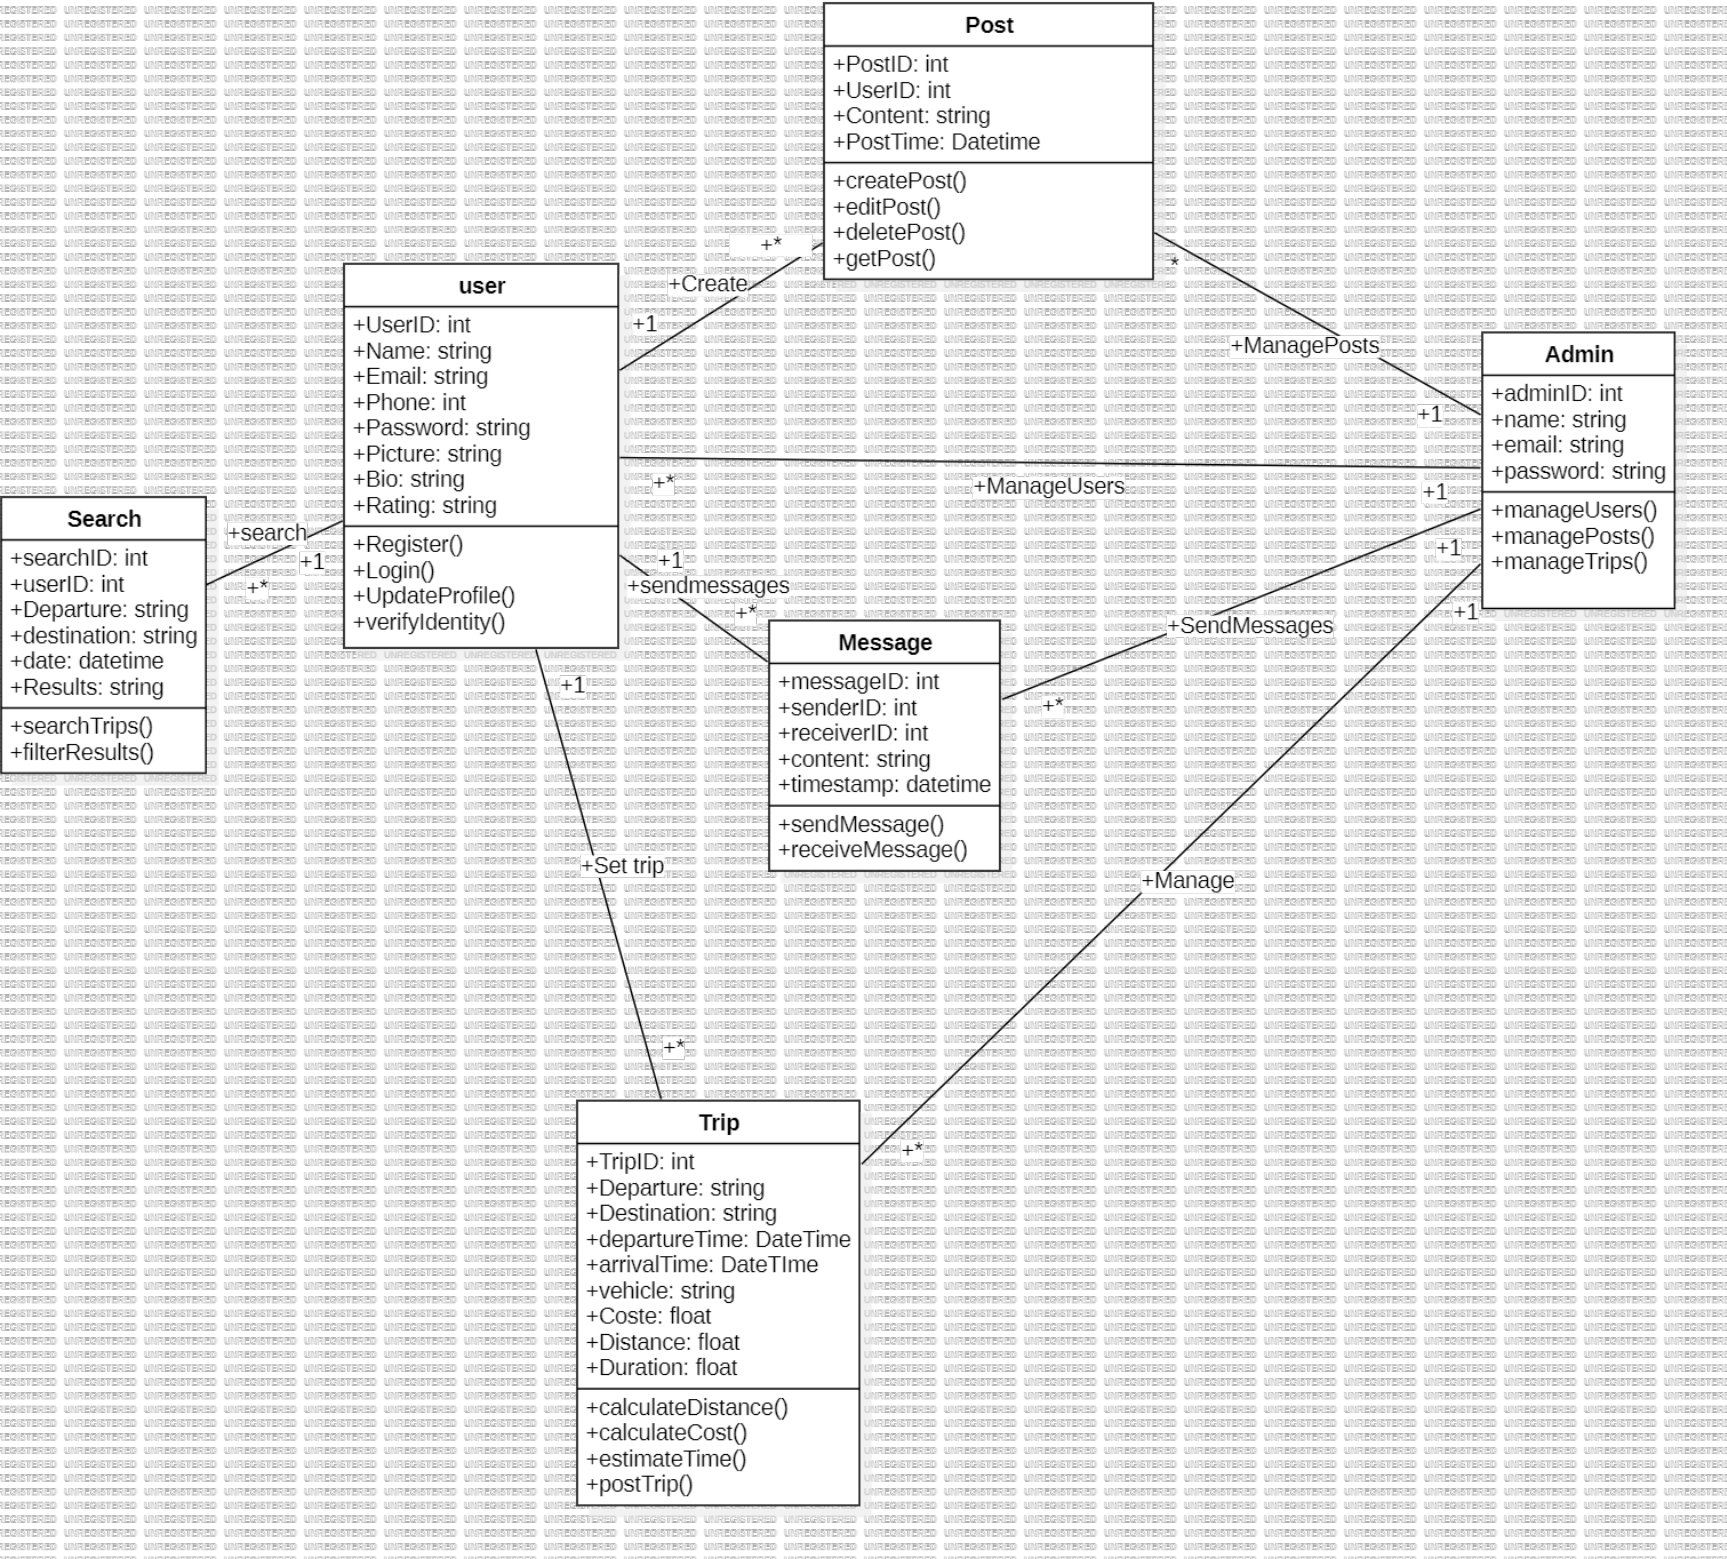 Post
+PostID: int
+UserID: int
+Content: string
+PostTime: Datetime
+createPost()
+editPost()
+deletePost()
+getPost()
+*
+Create
+1
*
+ManagePosts
+1
user
+UserID: int
+Name: string
+Email: string
+Phone: int
+Password: string
+Picture: string
+Bio: string
+Rating: string
+Register()
+Login()
+UpdateProfile()
+verifyIdentity()
Admin
+adminID: int
+name: string
+email: string
+password: string
+manageUsers()
+managePosts()
+manageTrips()
+*
+ManageUsers
+1
Search
+searchID: int
+userID: int
+Departure: string
+destination: string
+date: datetime
+Results: string
+searchTrips()
+filterResults()
+search
+1
+*
+1
+sendmessages
+*
+1
+SendMessages
+*
Message
+messageID: int
+senderID: int
+receiverID: int
+content: string
+timestamp: datetime
+sendMessage()
+receiveMessage()
+1
+Set trip
+*
+1
+Manage
+*
Trip
+TripID: int
+Departure: string
+Destination: string
+departureTime: DateTime
+arrivalTime: DateTIme
+vehicle: string
+Coste: float
+Distance: float
+Duration: float
+calculateDistance()
+calculateCost()
+estimateTime()
+postTrip()
UNREGISTERED